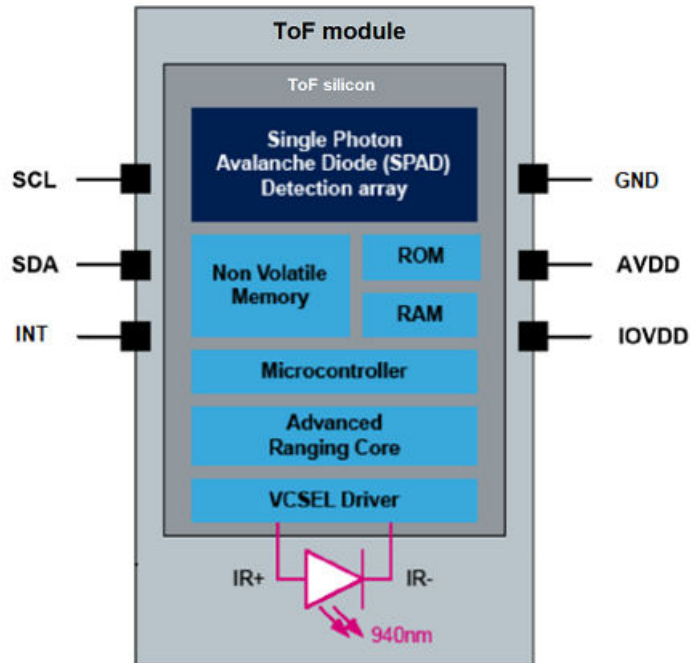 ToF module
ToF silicon
Single Photon
Avalanche Diode (SPAD)
Detection array
SCL
GND
SDA
Non Volatile
Memory
ROM
AVDD
INT
RAM
IOVDD
Microcontroller
Advanced
Ranging Core
VCSEL Driver
IR+
IR-
940nm